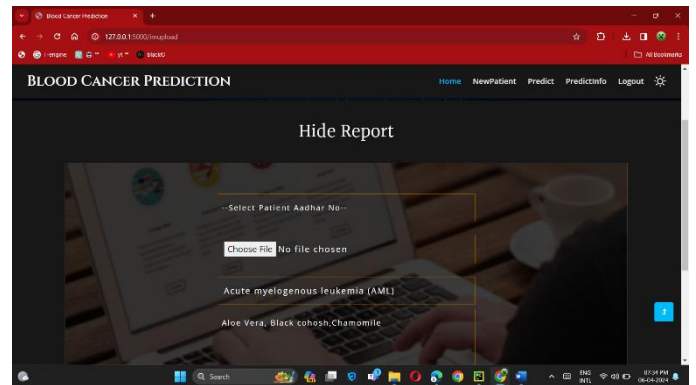 Blood Cancer Prediction
127.0.0.1:5000/imupload
All Bookmarks
BLOOD CANCER PREDICTION
Home NewPatient Predict PredictInfo Logout
Hide Report
--Select Patient Aadhar No--
Choose File No file chosen
Acute myelogenous leukemia (AML)
Aloe Vera, Black cohosh,Chamomile
Search
ENG
INTL
07:34 PM
06-04-2024